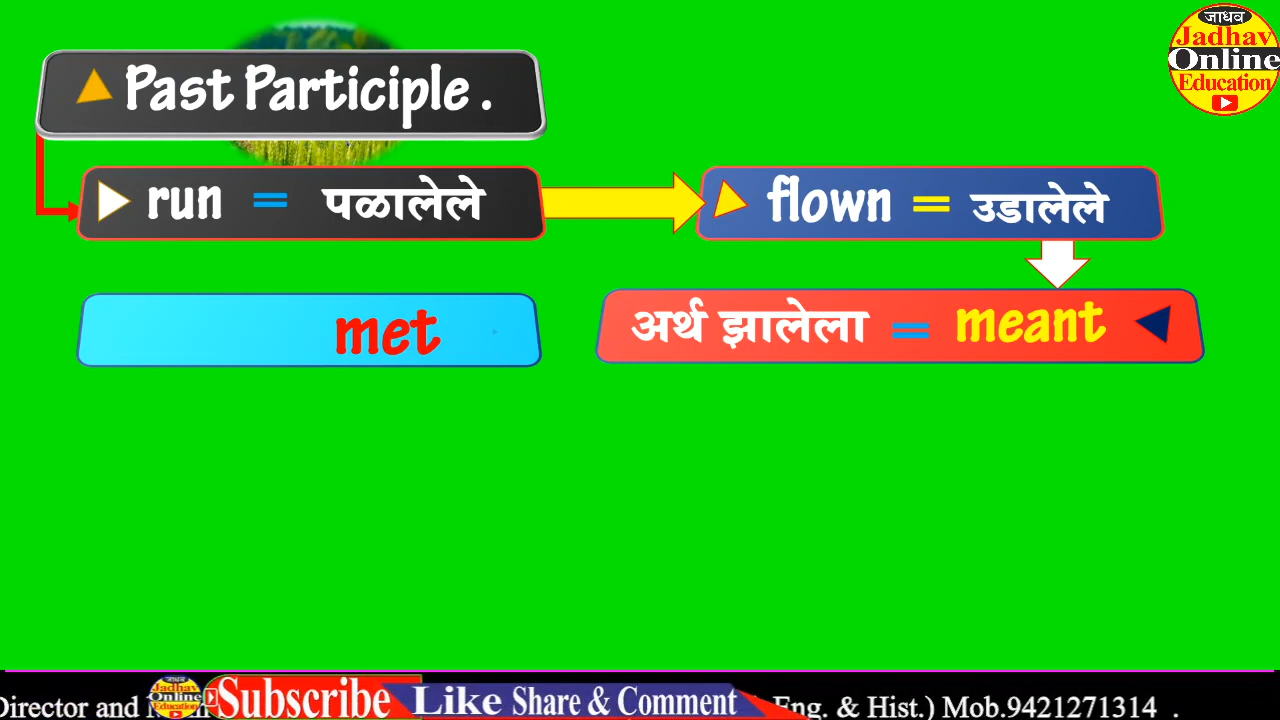 जाधव
Jadhav
Online
Education
Past Participle .
run = पळालेले
flown = उडालेले
अर्थ झालेला = meant
met
Director and
जाधव
Jadhav
Online
Education
Subscribe
Like Share & Comment
Eng. & Hist.) Mob.9421271314 .